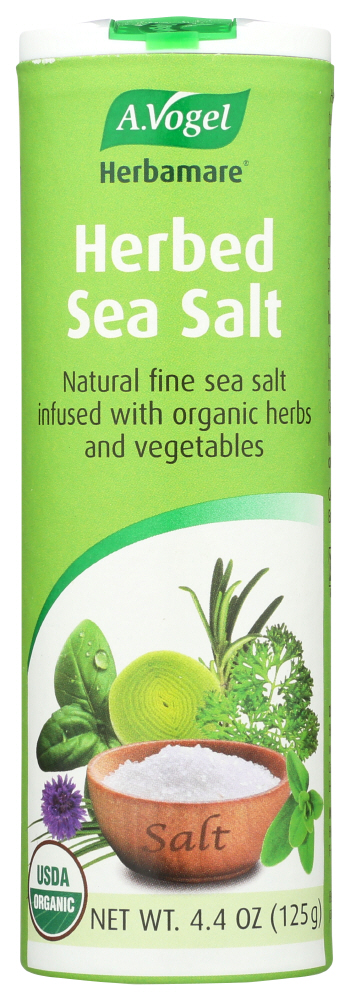 A.Vogel
Herbamare®
Herbed
Sea Salt
Natural fine sea salt
infused with organic herbs
and vegetables
Salt
USDA
ORGANIC
NET WT. 4.4 OZ (125g)